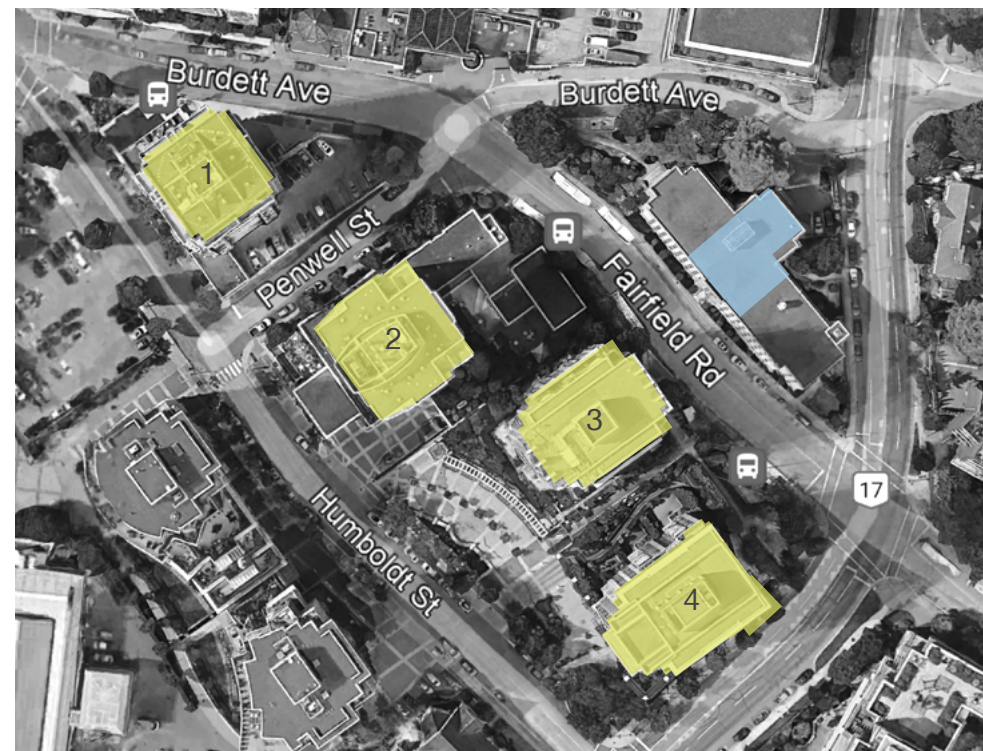 Burdett Ave
Burdett Ave
1
Penwell St
2
Fairfield Rd
3
17
Humboldt St
4